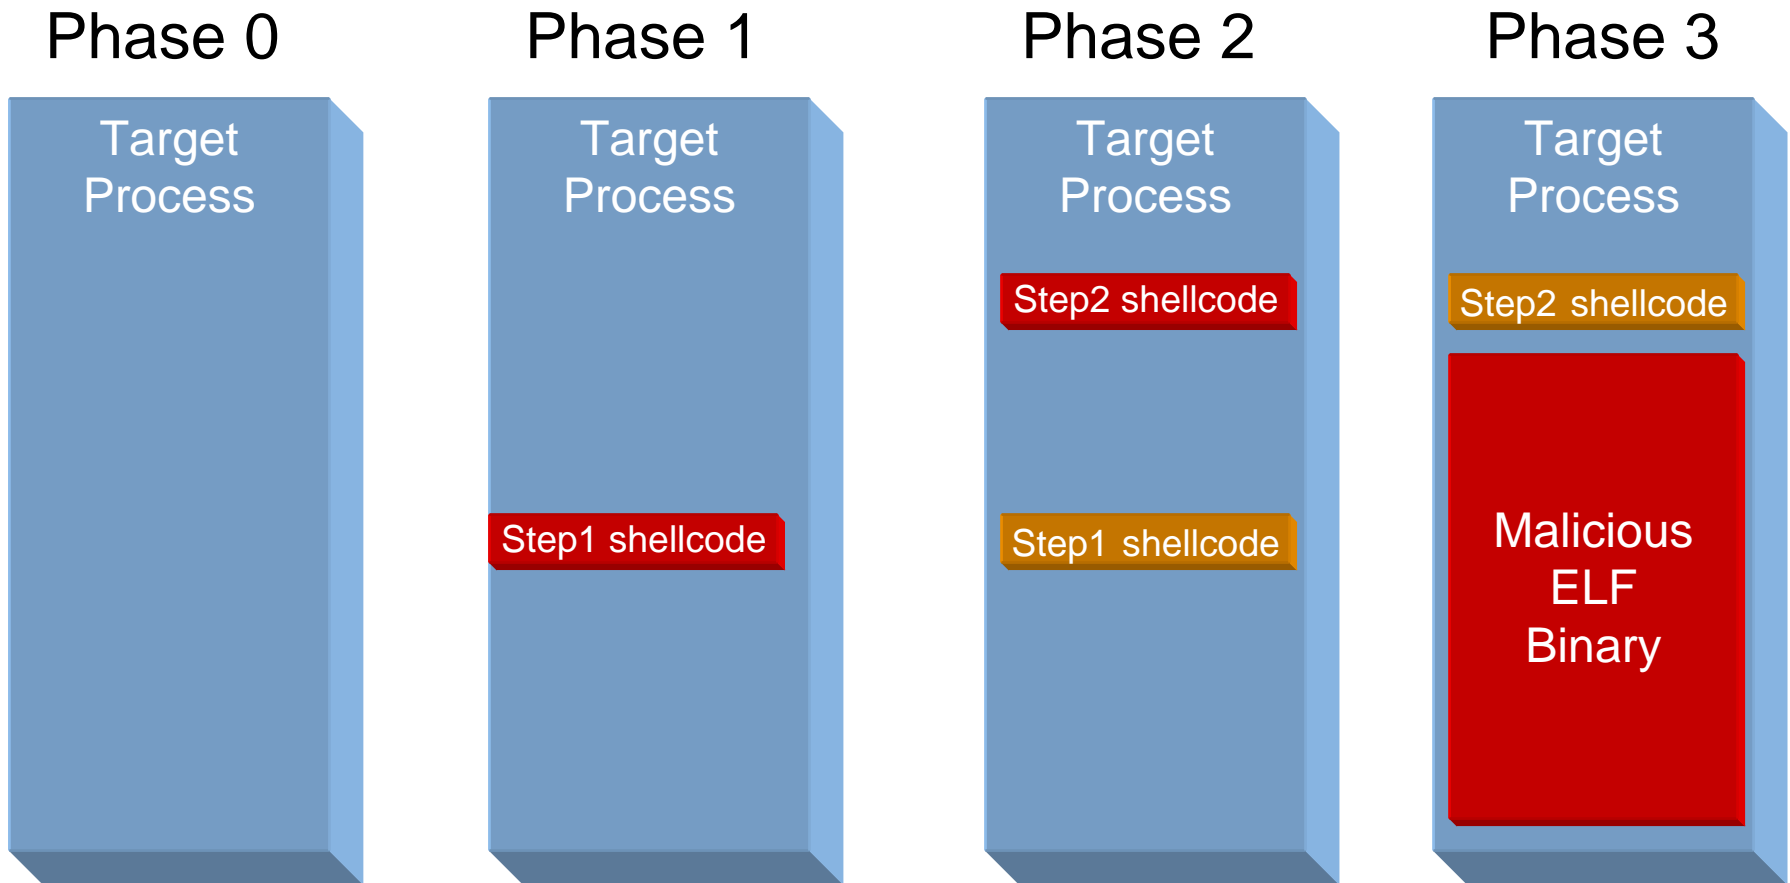 Phase 0
Phase 1
Phase 2
Phase 3
Target
Process
Target
Process
Target
Process
Target
Process
Step2 shellcode
Step2 shellcode
Step1 shellcode
Step1 shellcode
Malicious
ELF
Binary